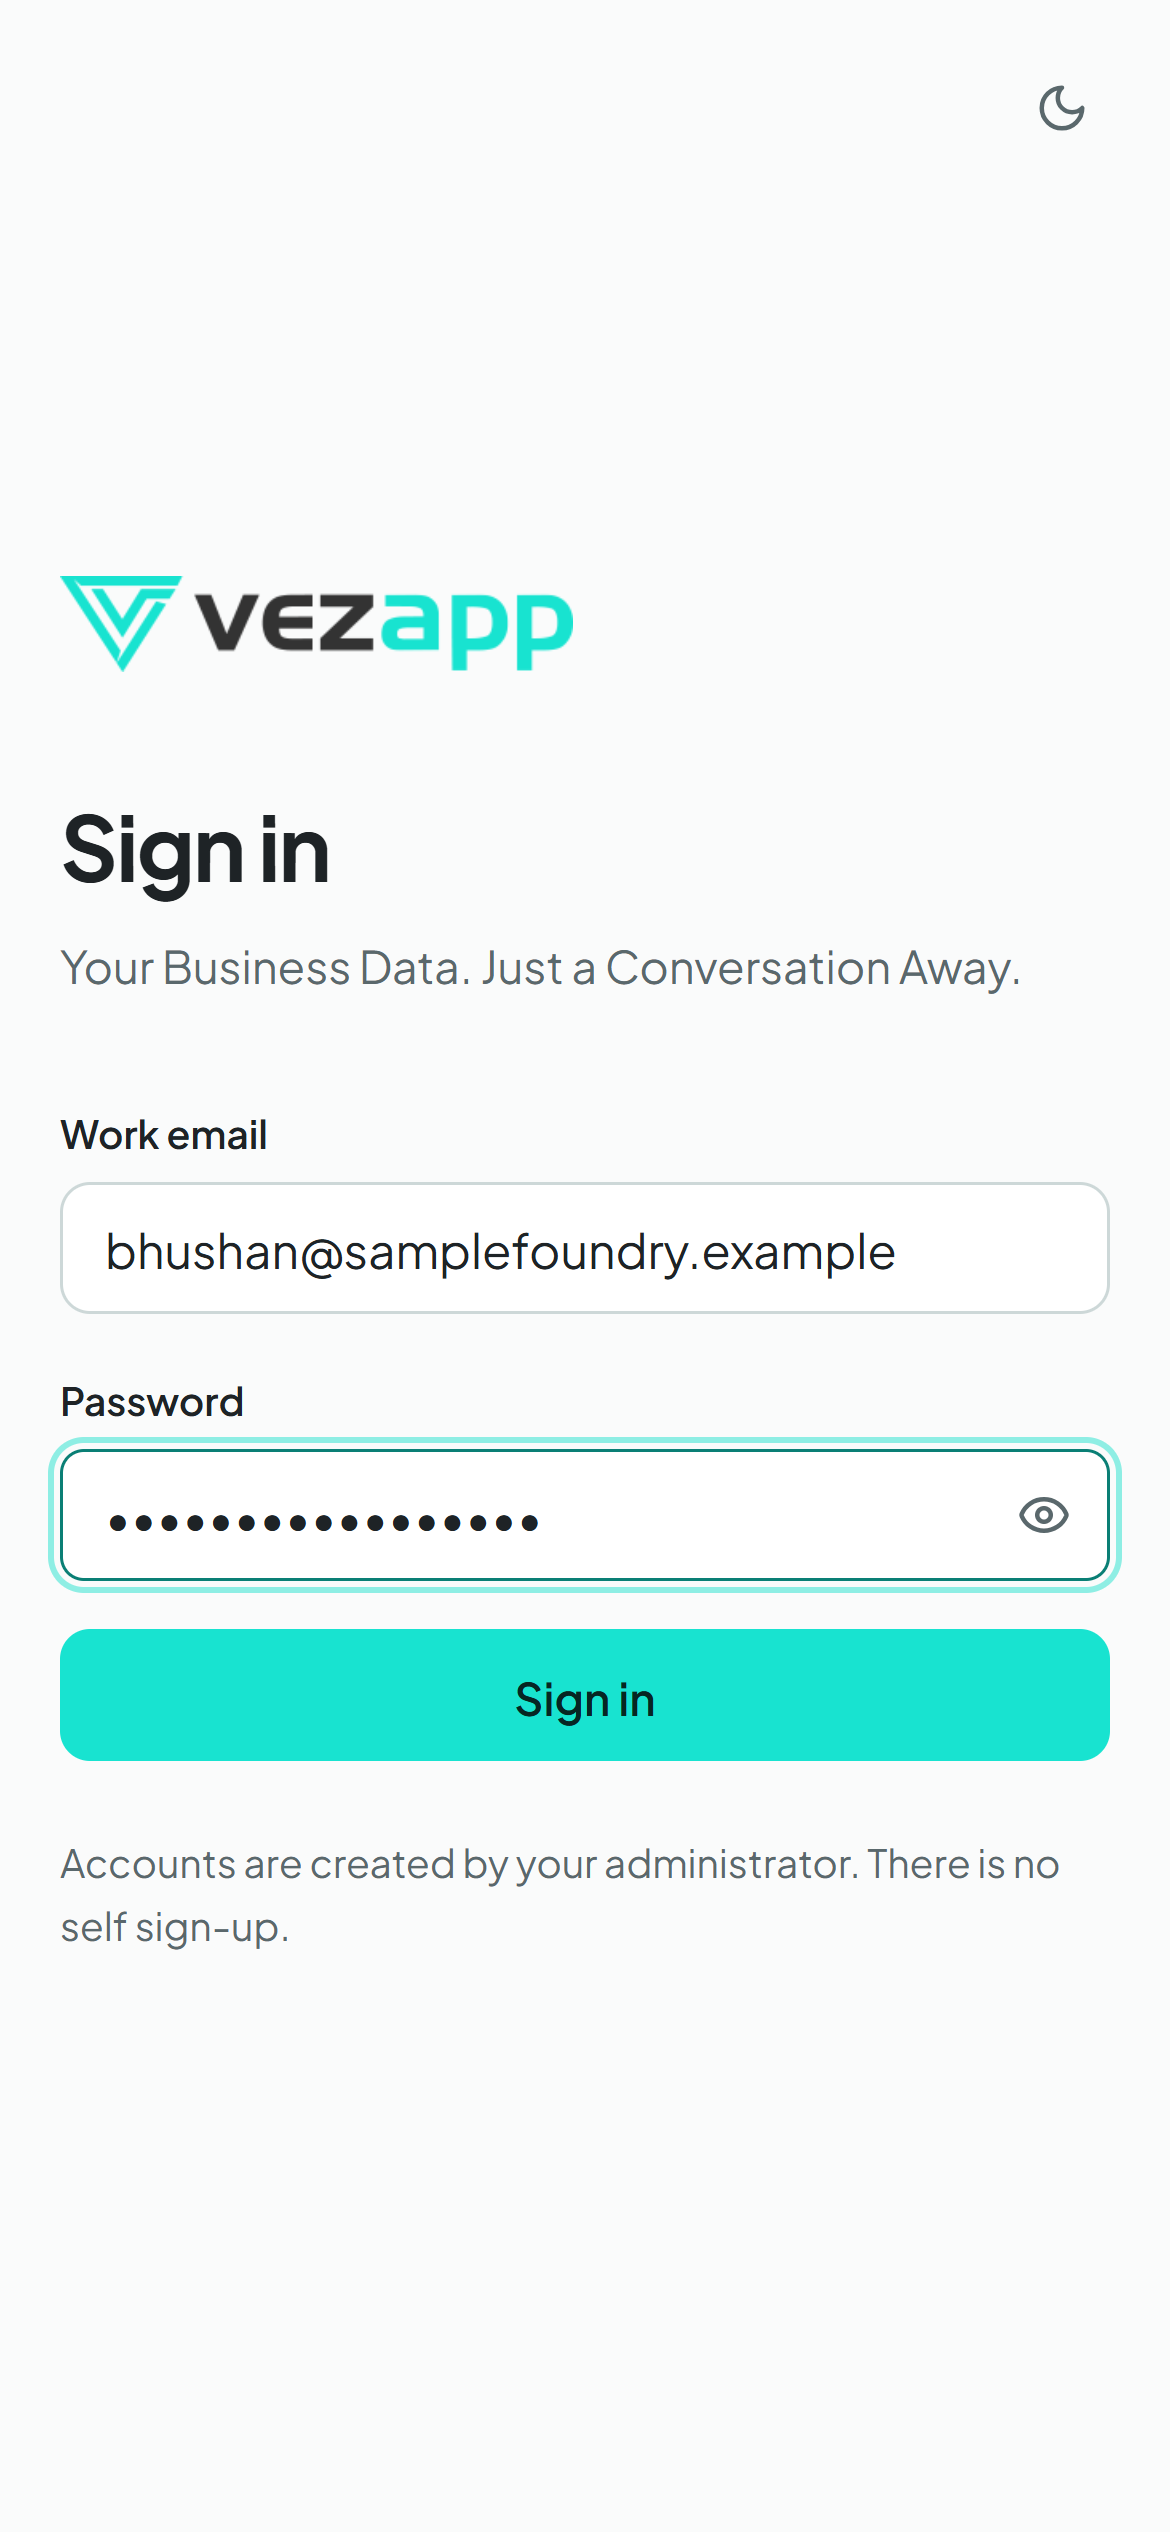 vezapp
Sign in
Your Business Data. Just a Conversation Away.
Work email
bhushan@samplefoundry.example
Password
•••••••••••••••••
Sign in
Accounts are created by your administrator. There is no
self sign-up.